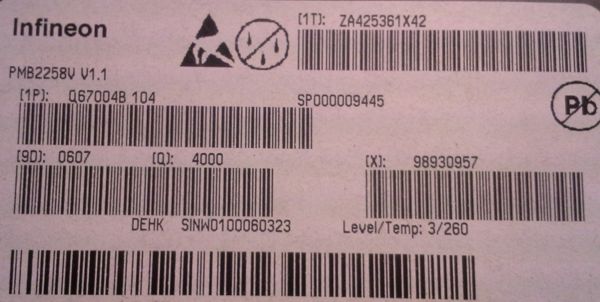 Infineon
(1T): ZA425361X42
PMB2258V V1.1
(1P): Q67004B 104 SP000009445
Pb
(9D): 0607 (Q): 4000 (X): 98930957
DEHK SINW0100060323 Level/Temp: 3/260